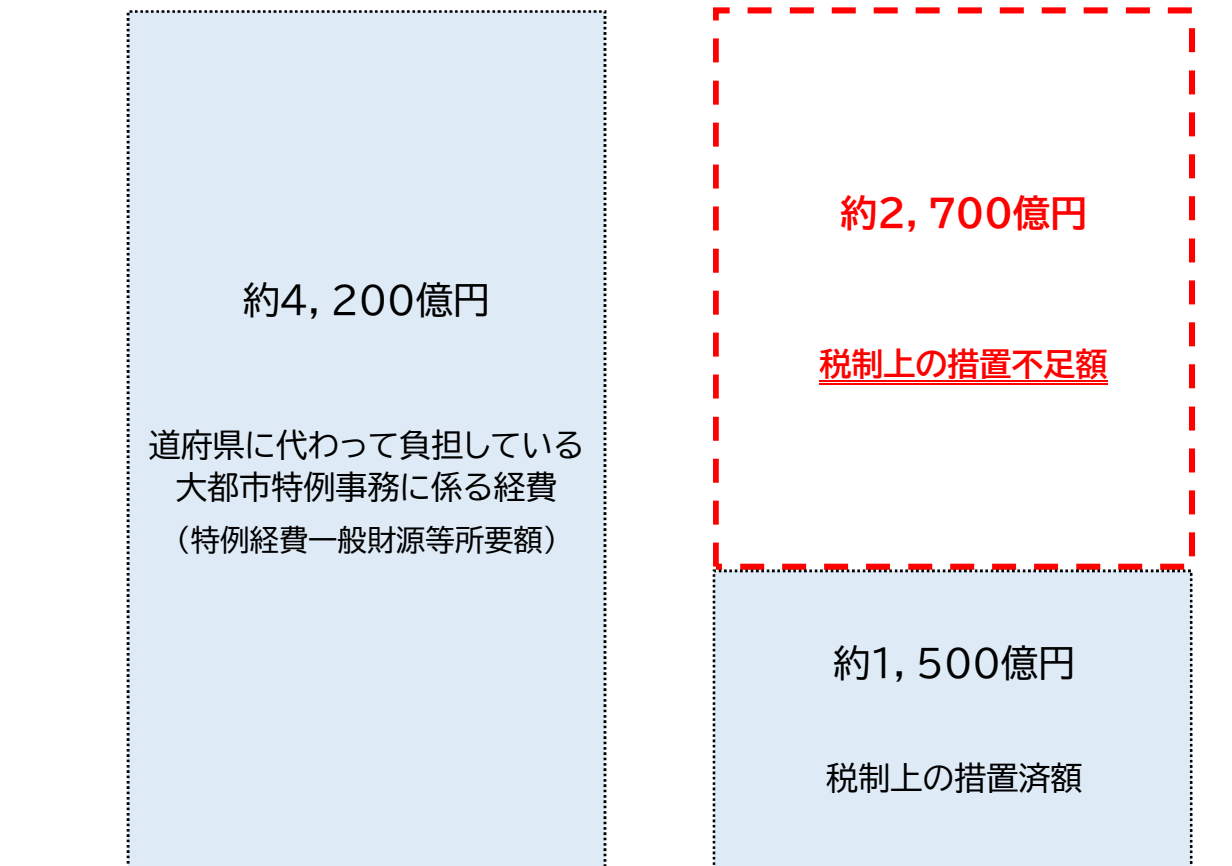 約4,200億円
道府県に代わって負担している
大都市特例事務に係る経費
（特例経費一般財源等所要額）
約2,700億円
税制上の措置不足額
約1,500億円
税制上の措置済額